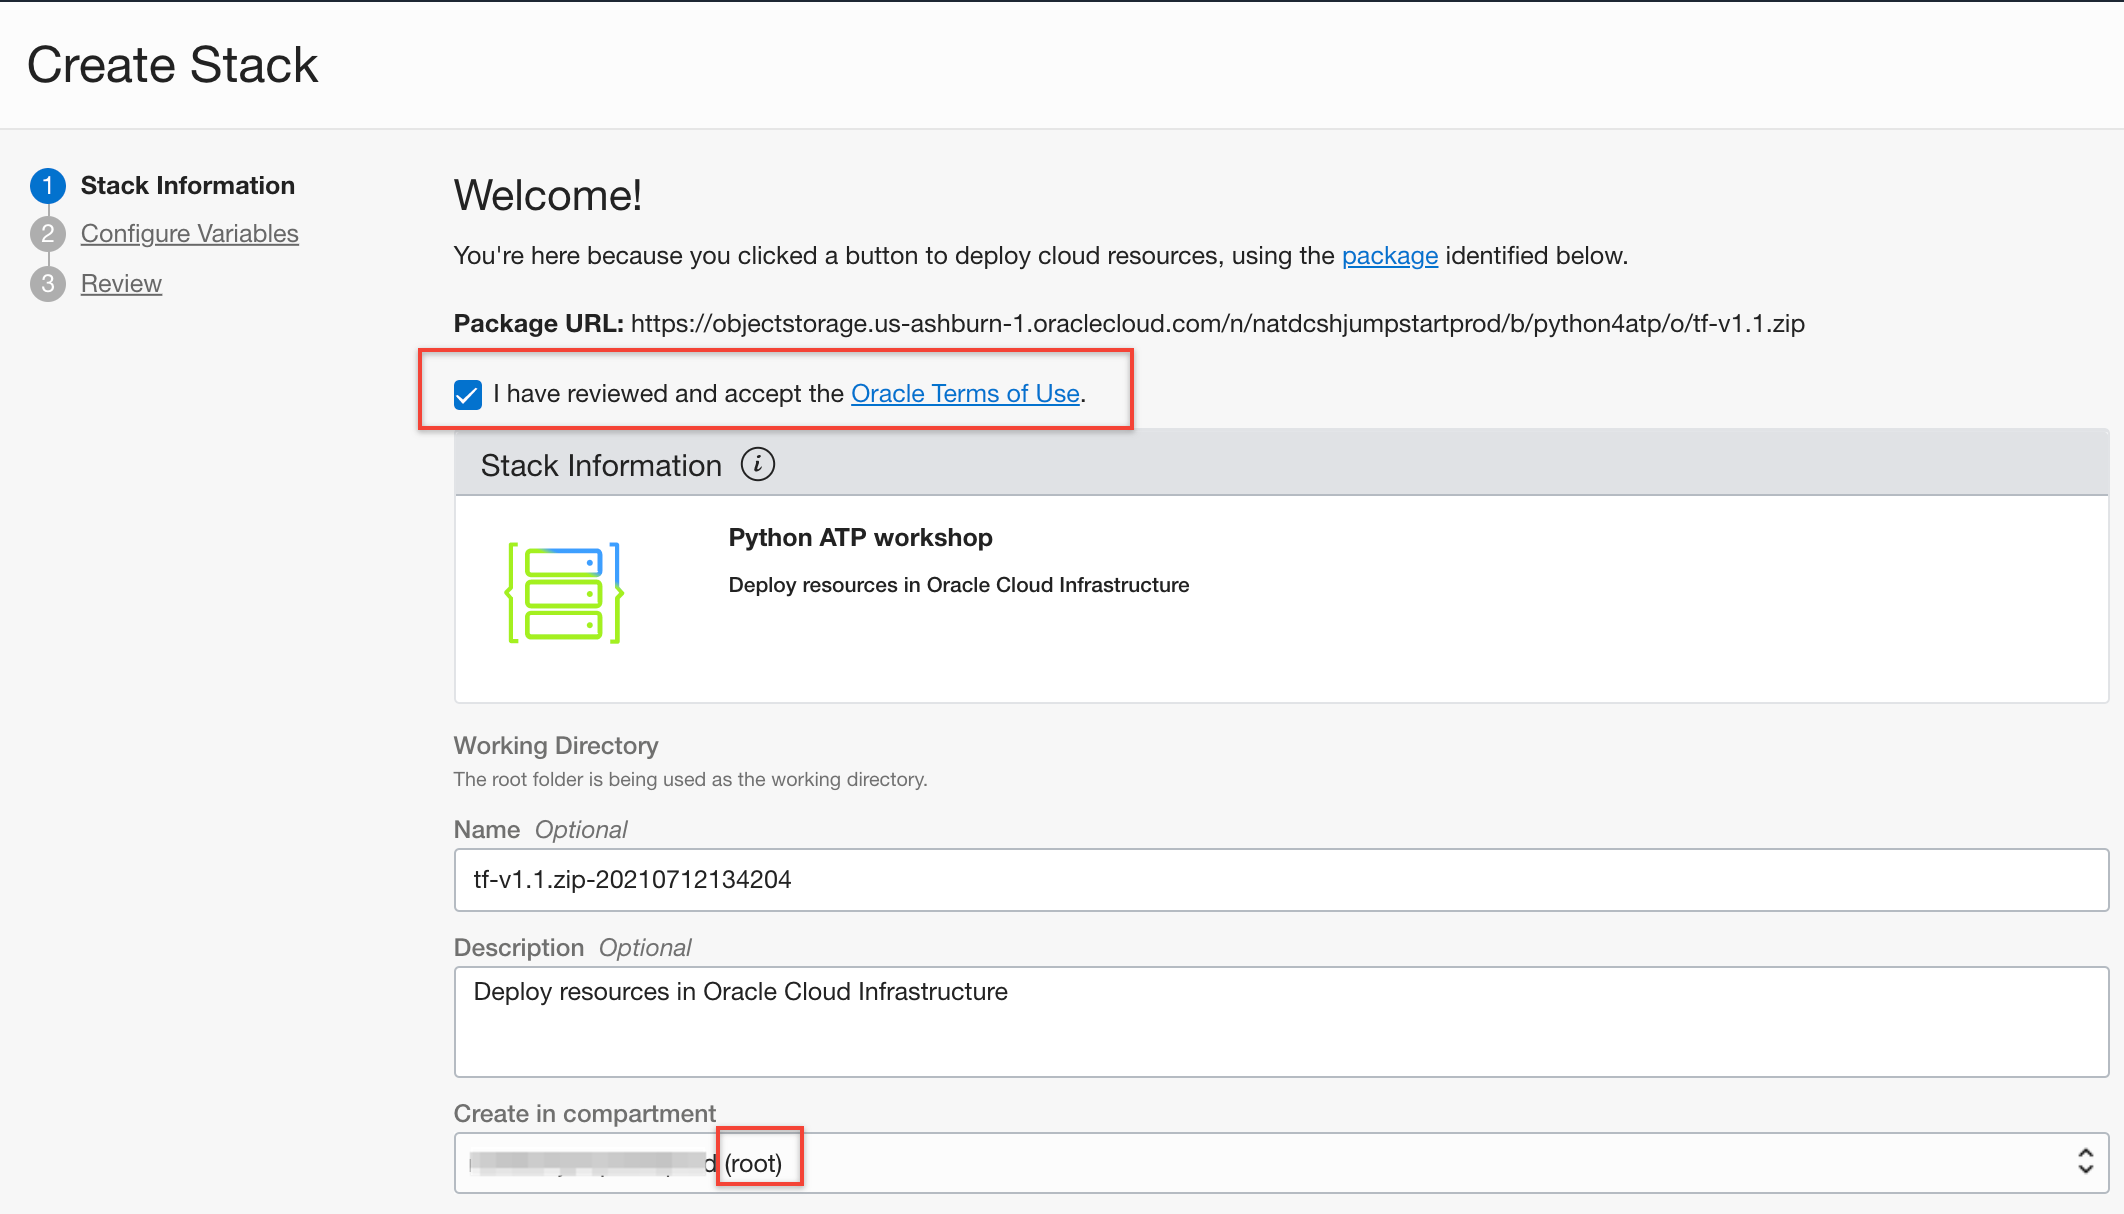 Create Stack
1 Stack Information
2 Configure Variables
3 Review
Welcome!
You're here because you clicked a button to deploy cloud resources, using the package identified below.
Package URL: https://objectstorage.us-ashburn-1.oraclecloud.com/n/natdcshjumpstartprod/b/python4atp/o/tf-v1.1.zip
I have reviewed and accept the Oracle Terms of Use.
Stack Information i
Python ATP workshop
Deploy resources in Oracle Cloud Infrastructure
Working Directory
The root folder is being used as the working directory.
Name Optional
tf-v1.1.zip-20210712134204
Description Optional
Deploy resources in Oracle Cloud Infrastructure
Create in compartment
(root)